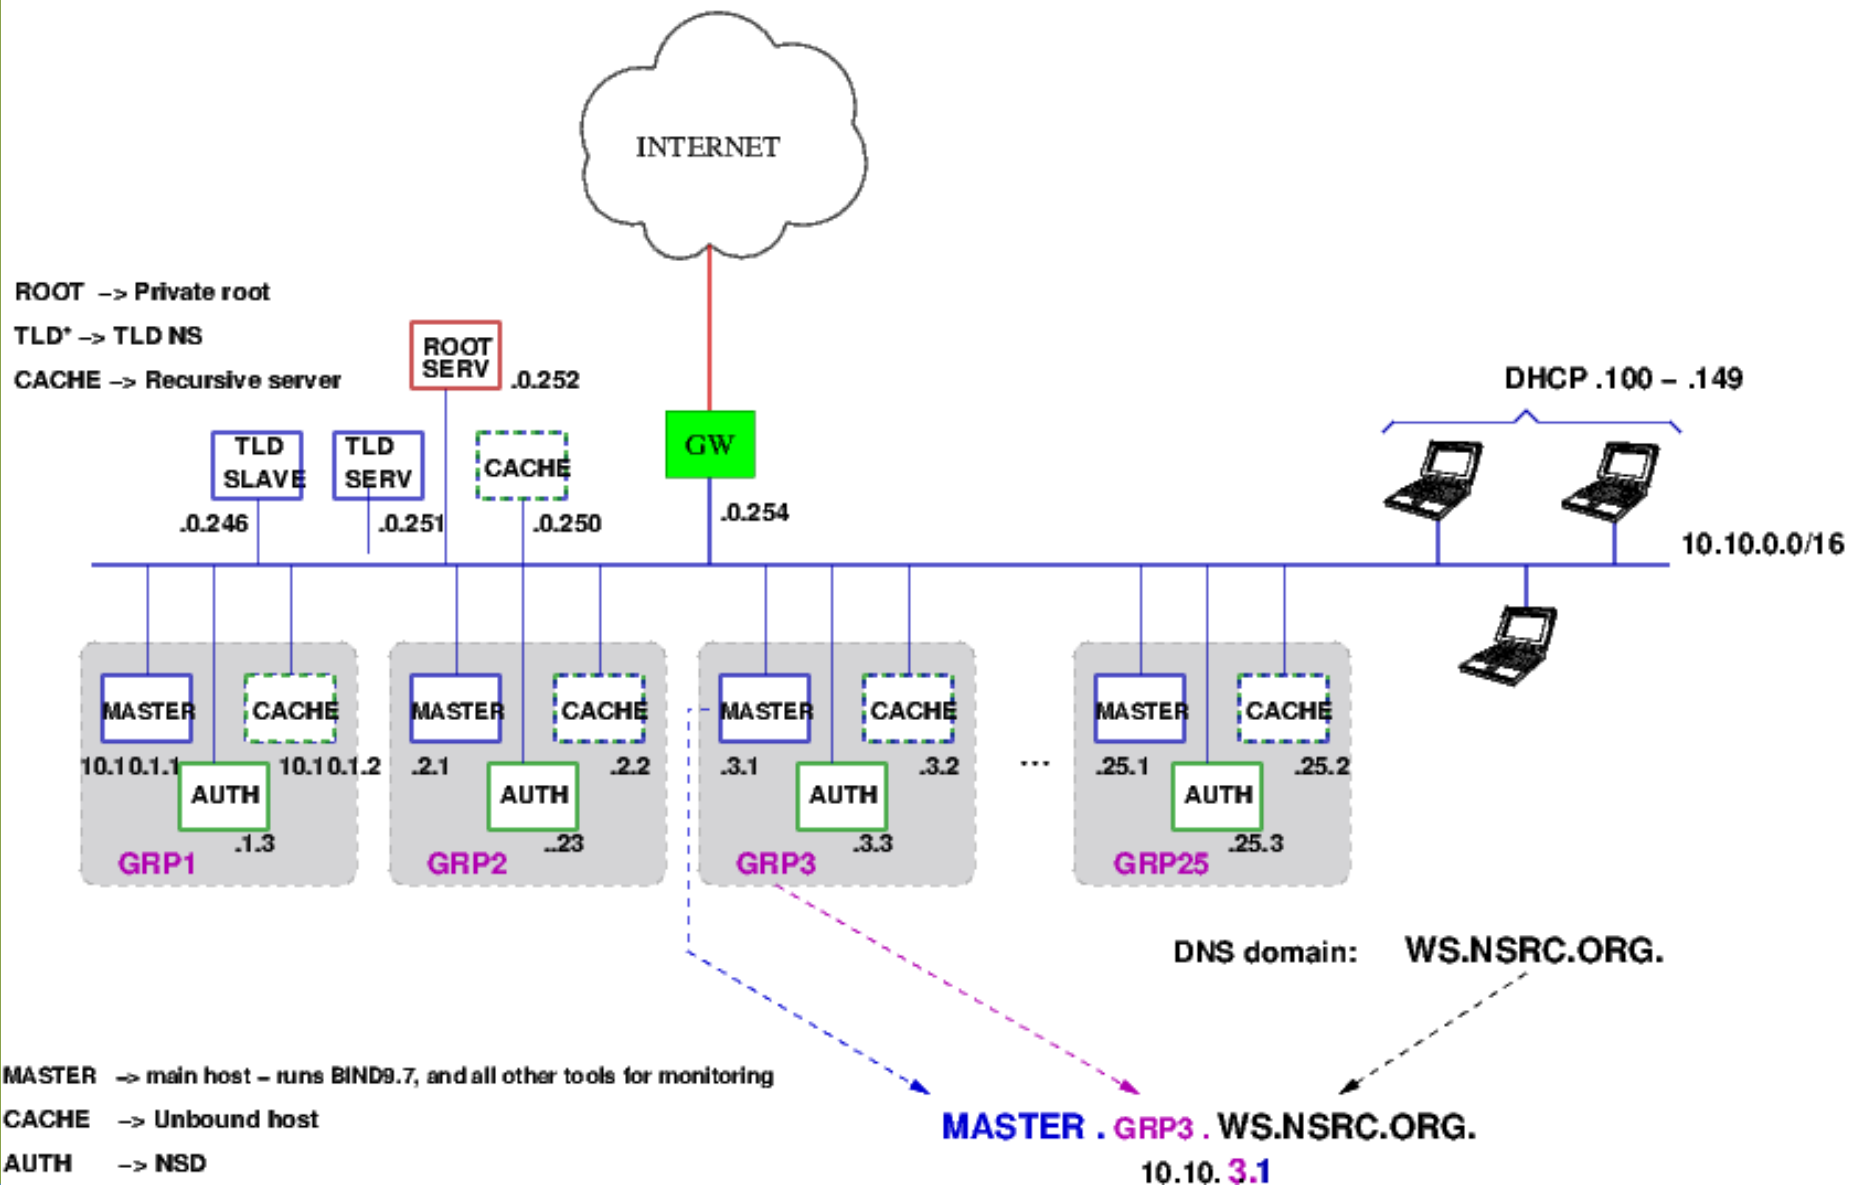 INTERNET
ROOT –> Private root
TLD* –> TLD NS
CACHE –> Recursive server
ROOT
SERV
.0.252
DHCP .100 – .149
TLD
SLAVE
TLD
SERV
CACHE
GW
.0.246
.0.251
.0.250
.0.254
10.10.0.0/16
MASTER
CACHE
MASTER
CACHE
MASTER
CACHE
MASTER
CACHE
10.10.1.1
10.10.1.2
.2.1
.2.2
.3.1
.3.2
...
.25.1
.25.2
AUTH
AUTH
AUTH
AUTH
.1.3
..23
.3.3
.25.3
GRP1
GRP2
GRP3
GRP25
DNS domain: WS.NSRC.ORG.
MASTER –> main host – runs BIND9.7, and all other tools for monitoring
CACHE –> Unbound host
AUTH –> NSD
MASTER . GRP3 . WS.NSRC.ORG.
10.10. 3.1